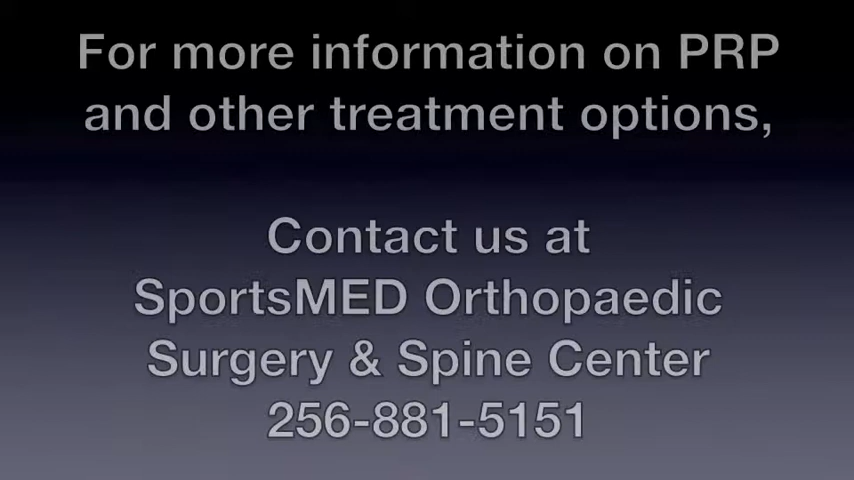 For more information on PRP
and other treatment options,
Contact us at
SportsMED Orthopaedic
Surgery & Spine Center
256-881-5151